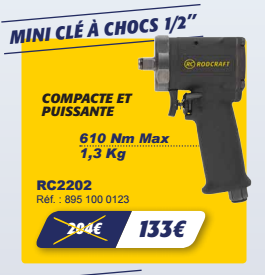 MINI CLÉ À CHOCS 1/2”
RC RODCRAFT
COMPACTE ET
PUISSANTE
610 Nm Max
1,3 Kg
RC2202
Réf. : 895 100 0123
204€ 133€